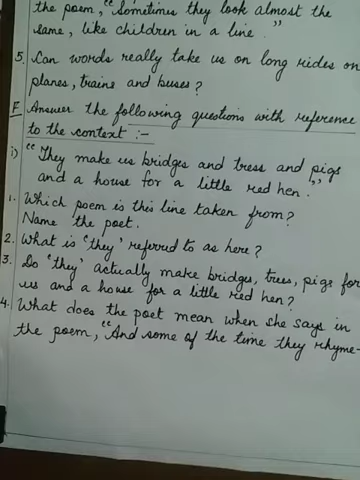 the poem, "Sometimes they look almost the
same, like children in a line."
5. Can words really take us on long rides on
planes, trains and buses?
F. Answer the following questions with reference
to the context :-
i) "They make us bridges and tress and pigs
and a house for a little red hen."
1. Which poem is this line taken from?
Name the poet.
2. What is 'they' referred to as here?
3. Do 'they' actually make bridges, trees, pigs for
us and a house for a little red hen?
4. What does the poet mean when she says in
the poem, "And some of the time they rhyme-